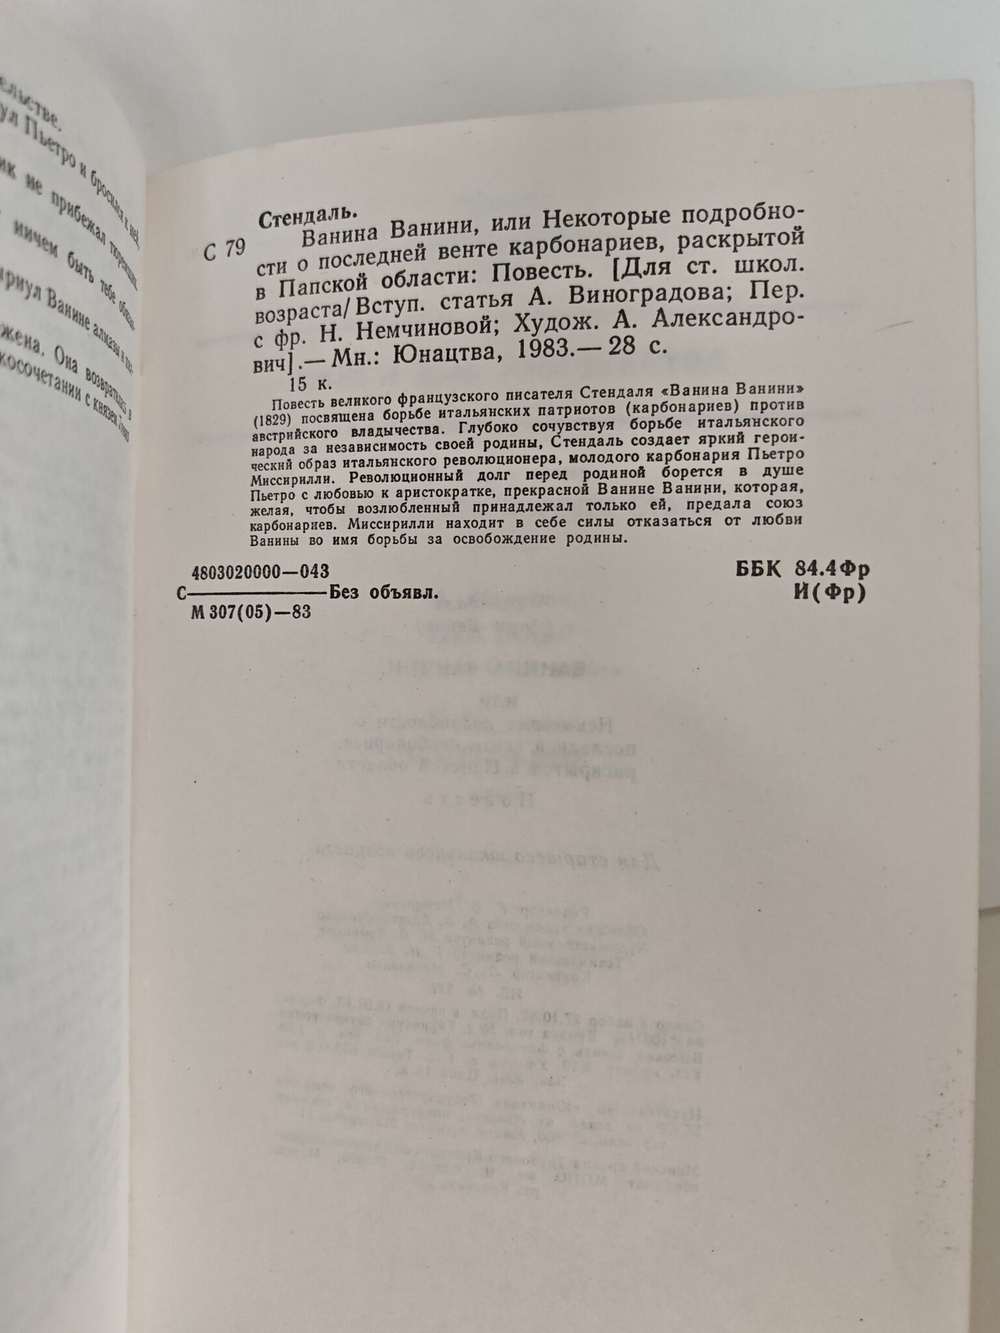 ельстве.
ул Пьетро и бросился к ней,
ик не прибежал тюремщик.
ничем быть тебе обязан
Ванине алмазы и
жена. Она возвратилась в
косочетании с князем
Стендаль.
С 79
Ванина Ванини, или Некоторые подробно-
сти о последней венте карбонариев, раскрытой
в Папской области: Повесть. [Для ст. школ.
возраста/Вступ. статья А. Виноградова; Пер.
с фр. Н. Немчиновой; Худож. А. Александро-
вич].— Мн.: Юнацтва, 1983.— 28 с.
15 к.
Повесть великого французского писателя Стендаля «Ванина Ванини»
(1829) посвящена борьбе итальянских патриотов (карбонариев) против
австрийского владычества. Глубоко сочувствуя борьбе итальянского
народа за независимость своей родины, Стендаль создает яркий герои-
ческий образ итальянского революционера, молодого карбонария Пьетро
Миссирилли. Революционный долг перед родиной борется в душе
Пьетро с любовью к аристократке, прекрасной Ванине Ванини, которая,
желая, чтобы возлюбленный принадлежал только ей, предала союз
карбонариев. Миссирилли находит в себе силы отказаться от любви
Ванины во имя борьбы за освобождение родины.
4803020000—043
С————————Без объявл.
М 307(05)—83
ББК 84.4Фр
И(Фр)